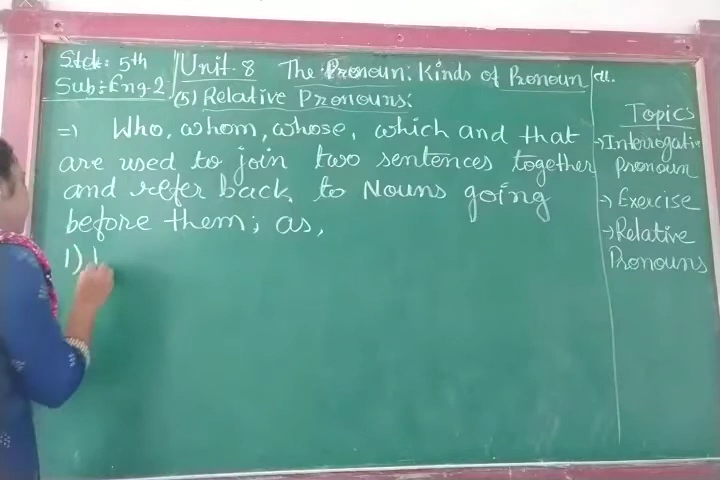 Std: 5th
Sub:- Eng-2
Unit-8 The Pronoun: Kinds of Pronoun
(5) Relative Pronouns:
=) Who, whom, whose, which and that
are used to join two sentences together
and refer back to Nouns going
before them; as,
1)
Topics
→ Interrogative
Pronoun
→ Exercise
→ Relative
Pronouns